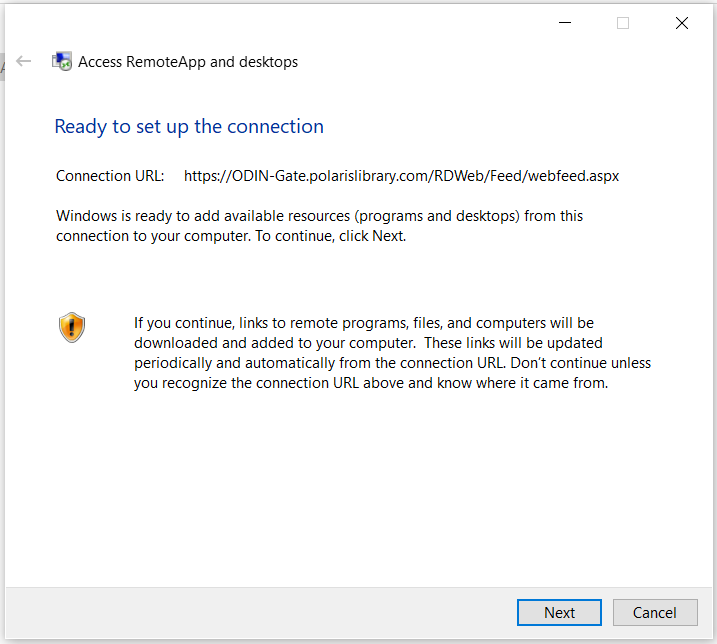 Access RemoteApp and desktops
Ready to set up the connection
Connection URL: https://ODIN-Gate.polarislibrary.com/RDWeb/Feed/webfeed.aspx
Windows is ready to add available resources (programs and desktops) from this
connection to your computer. To continue, click Next.
If you continue, links to remote programs, files, and computers will be
downloaded and added to your computer.  These links will be updated
periodically and automatically from the connection URL. Don't continue unless
you recognize the connection URL above and know where it came from.
Next
Cancel